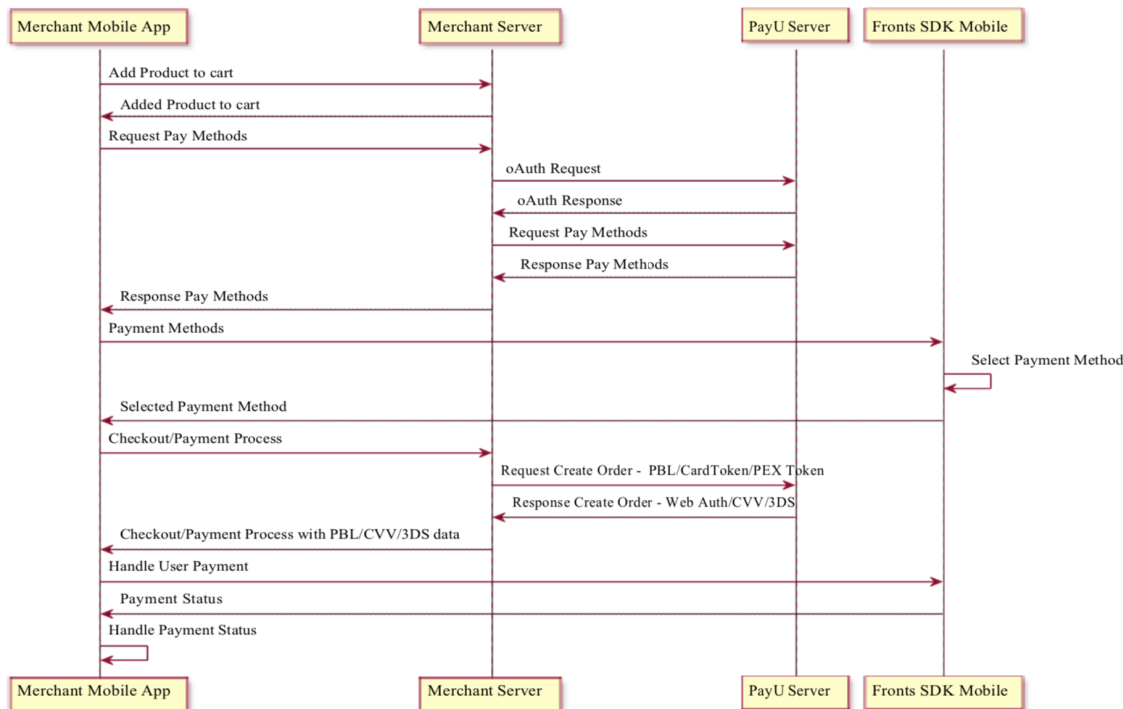 Merchant Mobile App
Merchant Server
PayU Server
Fronts SDK Mobile
Add Product to cart
Added Product to cart
Request Pay Methods
oAuth Request
oAuth Response
Request Pay Methods
Response Pay Methods
Response Pay Methods
Payment Methods
Select Payment Method
Selected Payment Method
Checkout/Payment Process
Request Create Order - PBL/CardToken/PEX Token
Response Create Order - Web Auth/CVV/3DS
Checkout/Payment Process with PBL/CVV/3DS data
Handle User Payment
Payment Status
Handle Payment Status
Merchant Mobile App
Merchant Server
PayU Server
Fronts SDK Mobile